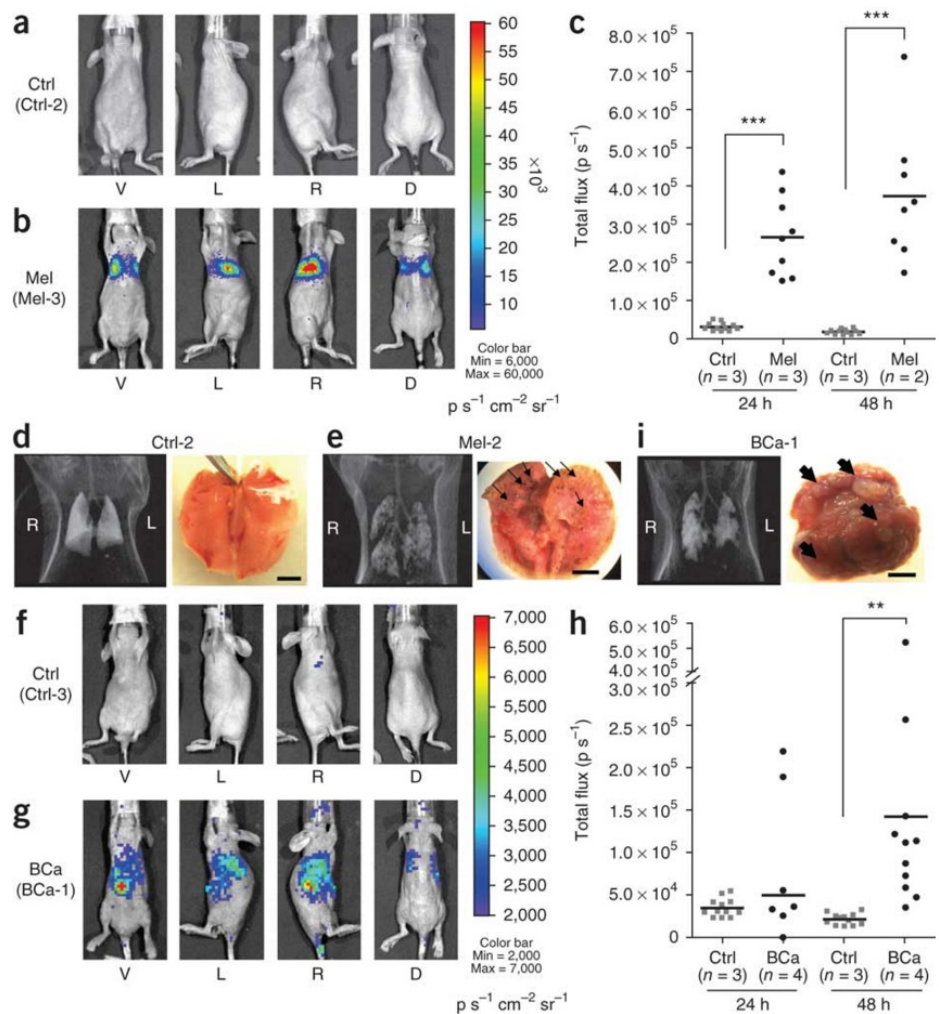 a
Ctrl
(Ctrl-2)
V L R D
b
Mel
(Mel-3)
V L R D
60
50
40
30
20
10
×10³
Color bar
Min = 6,000
Max = 60,000
p s⁻¹ cm⁻² sr⁻¹
c
Total flux (p s⁻¹)
8.0 × 10⁵
7.0 × 10⁵
6.0 × 10⁵
5.0 × 10⁵
4.0 × 10⁵
3.0 × 10⁵
2.0 × 10⁵
1.0 × 10⁵
0
***
***
Ctrl Mel Ctrl Mel
(n = 3) (n = 3) (n = 3) (n = 2)
24 h 48 h
d Ctrl-2
R L
e Mel-2
R L
i BCa-1
R L
f
Ctrl
(Ctrl-3)
V L R D
g
BCa
(BCa-1)
V L R D
7,000
6,500
6,000
5,500
5,000
4,500
4,000
3,500
3,000
2,500
2,000
Color bar
Min = 2,000
Max = 7,000
p s⁻¹ cm⁻² sr⁻¹
h
Total flux (p s⁻¹)
6.0 × 10⁵
5.0 × 10⁵
4.0 × 10⁵
3.0 × 10⁵
2.5 × 10⁵
2.0 × 10⁵
1.5 × 10⁵
1.0 × 10⁵
5.0 × 10⁴
0
**
Ctrl BCa Ctrl BCa
(n = 3) (n = 4) (n = 3) (n = 4)
24 h 48 h